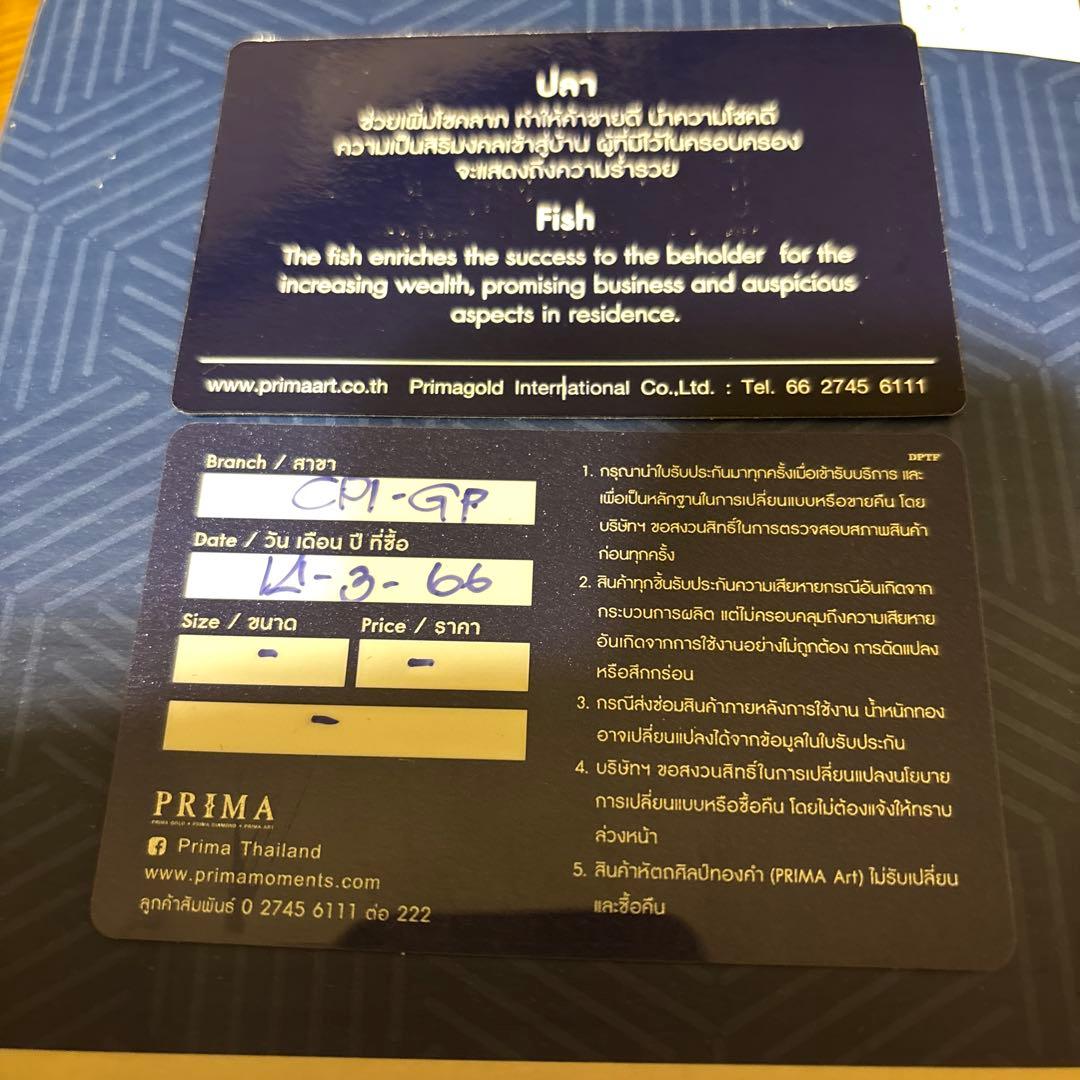 ปลา
ช่วยเพิ่มโชคลาภ ทำให้ค้าขายดี นำความโชคดี
ความเป็นสิริมงคลเข้าสู่บ้าน ผู้ที่มีไว้ในครอบครอง
จะแสดงถึงความร่ำรวย
Fish
The fish enriches the success to the beholder for the
increasing wealth, promising business and auspicious
aspects in residence.
www.primaart.co.th Primagold International Co.,Ltd. : Tel. 66 2745 6111
Branch / สาขา
Date / วัน เดือน ปี ที่ซื้อ
-3-66
Size / ขนาด Price / ราคา
- -
-
PRIMA
PRIMA GOLD • PRIMA DIAMOND • PRIMA ART
Prima Thailand
www.primamoments.com
ลูกค้าสัมพันธ์ 0 2745 6111 ต่อ 222
DPTF
1. กรุณานำใบรับประกันมาทุกครั้งเมื่อเข้ารับบริการ และ
เพื่อเป็นหลักฐานในการเปลี่ยนแบบหรือขายคืน โดย
บริษัทฯ ขอสงวนสิทธิ์ในการตรวจสอบสภาพสินค้า
ก่อนทุกครั้ง
2. สินค้าทุกชิ้นรับประกันความเสียหายกรณีอันเกิดจาก
กระบวนการผลิต แต่ไม่ครอบคลุมถึงความเสียหาย
อันเกิดจากการใช้งานอย่างไม่ถูกต้อง การดัดแปลง
หรือสึกกร่อน
3. กรณีส่งซ่อมสินค้าภายหลังการใช้งาน น้ำหนักทอง
อาจเปลี่ยนแปลงได้จากข้อมูลในใบรับประกัน
4. บริษัทฯ ขอสงวนสิทธิ์ในการเปลี่ยนแปลงนโยบาย
การเปลี่ยนแบบหรือซื้อคืน โดยไม่ต้องแจ้งให้ทราบ
ล่วงหน้า
5. สินค้าหัตถศิลป์ทองคำ (PRIMA Art) ไม่รับเปลี่ยน
และซื้อคืน